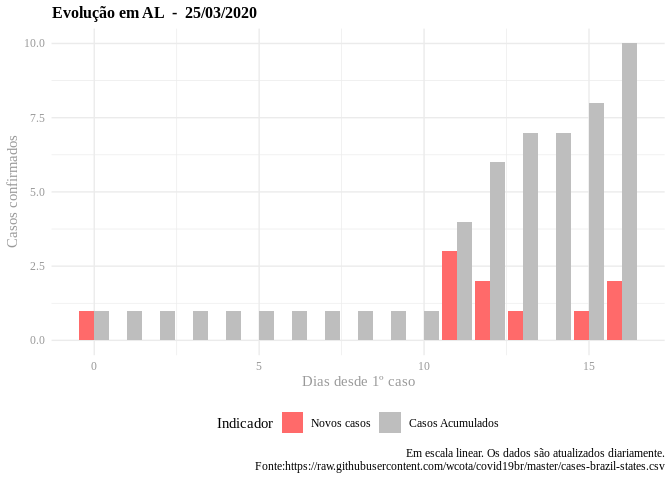 Evolução em AL  -  25/03/2020
10.0
7.5
5.0
2.5
0.0
Casos confirmados
0 5 10 15
Dias desde 1º caso
Indicador Novos casos Casos Acumulados
Em escala linear. Os dados são atualizados diariamente.
Fonte:https://raw.githubusercontent.com/wcota/covid19br/master/cases-brazil-states.csv